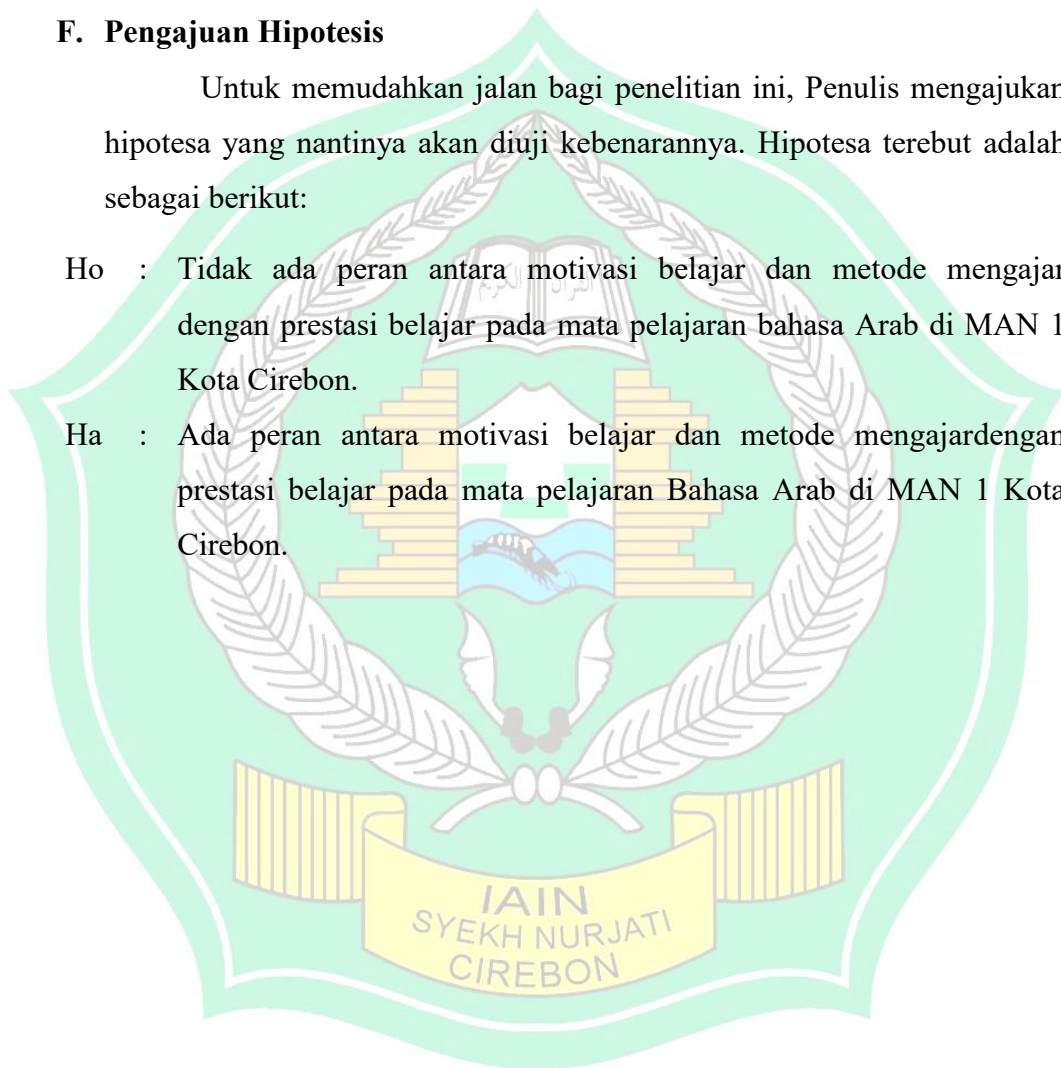 F. Pengajuan Hipotesis
Untuk memudahkan jalan bagi penelitian ini, Penulis mengajukan
hipotesa yang nantinya akan diuji kebenarannya. Hipotesa terebut adalah
sebagai berikut:
Ho : Tidak ada peran antara motivasi belajar dan metode mengajar
dengan prestasi belajar pada mata pelajaran bahasa Arab di MAN 1
Kota Cirebon.
Ha : Ada peran antara motivasi belajar dan metode mengajardengan
prestasi belajar pada mata pelajaran Bahasa Arab di MAN 1 Kota
Cirebon.
القرآن الكريم
IAIN
SYEKH NURJATI
CIREBON